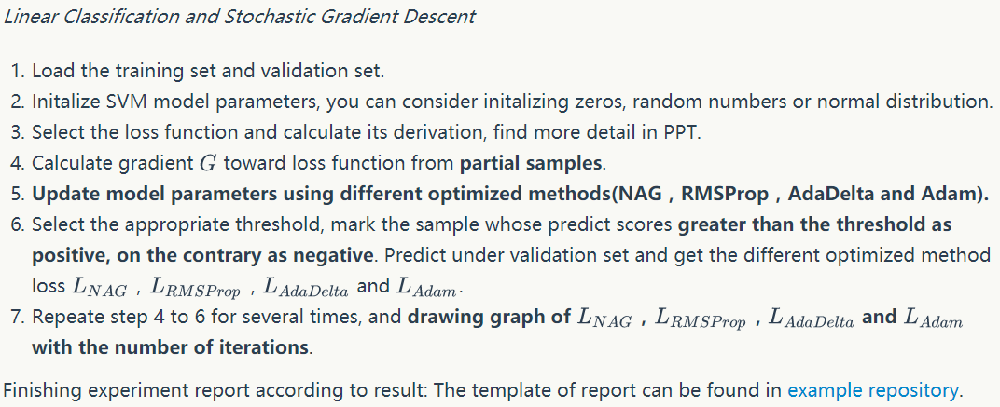 Linear Classification and Stochastic Gradient Descent
1. Load the training set and validation set.
2. Initalize SVM model parameters, you can consider initalizing zeros, random numbers or normal distribution.
3. Select the loss function and calculate its derivation, find more detail in PPT.
4. Calculate gradient G toward loss function from partial samples.
5. Update model parameters using different optimized methods(NAG , RMSProp , AdaDelta and Adam).
6. Select the appropriate threshold, mark the sample whose predict scores greater than the threshold as
positive, on the contrary as negative. Predict under validation set and get the different optimized method
loss L_{NAG} , L_{RMSProp} , L_{AdaDelta} and L_{Adam}.
7. Repeate step 4 to 6 for several times, and drawing graph of L_{NAG} , L_{RMSProp} , L_{AdaDelta} and L_{Adam}
with the number of iterations.
Finishing experiment report according to result: The template of report can be found in example repository.